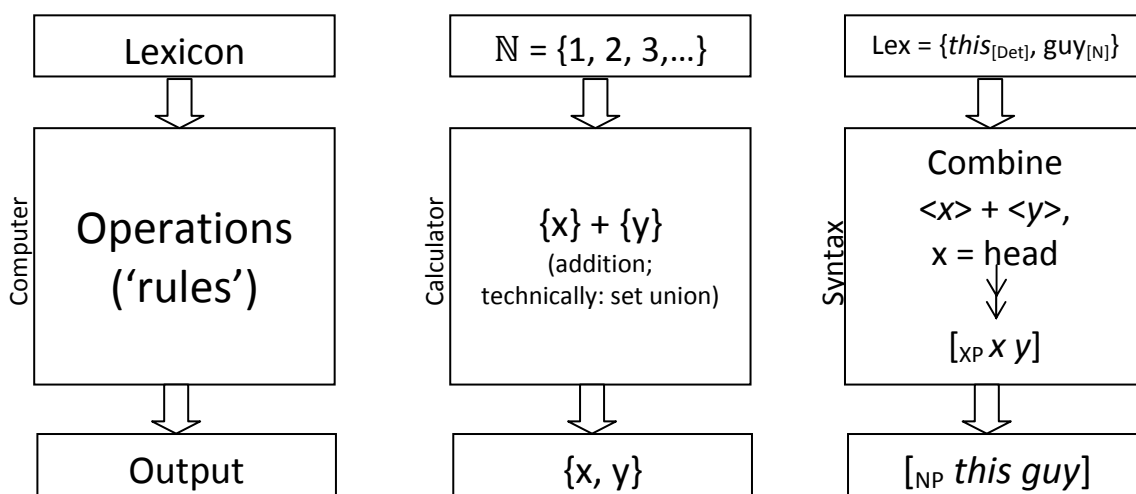 Lexicon
Computer
Operations
(‘rules’)
Output
ℕ = {1, 2, 3,…}
Calculator
{x} + {y}
(addition;
technically: set union)
{x, y}
Lex = {this[Det], guy[N]}
Syntax
Combine
<x> + <y>,
x = head
[XP x y]
[NP this guy]